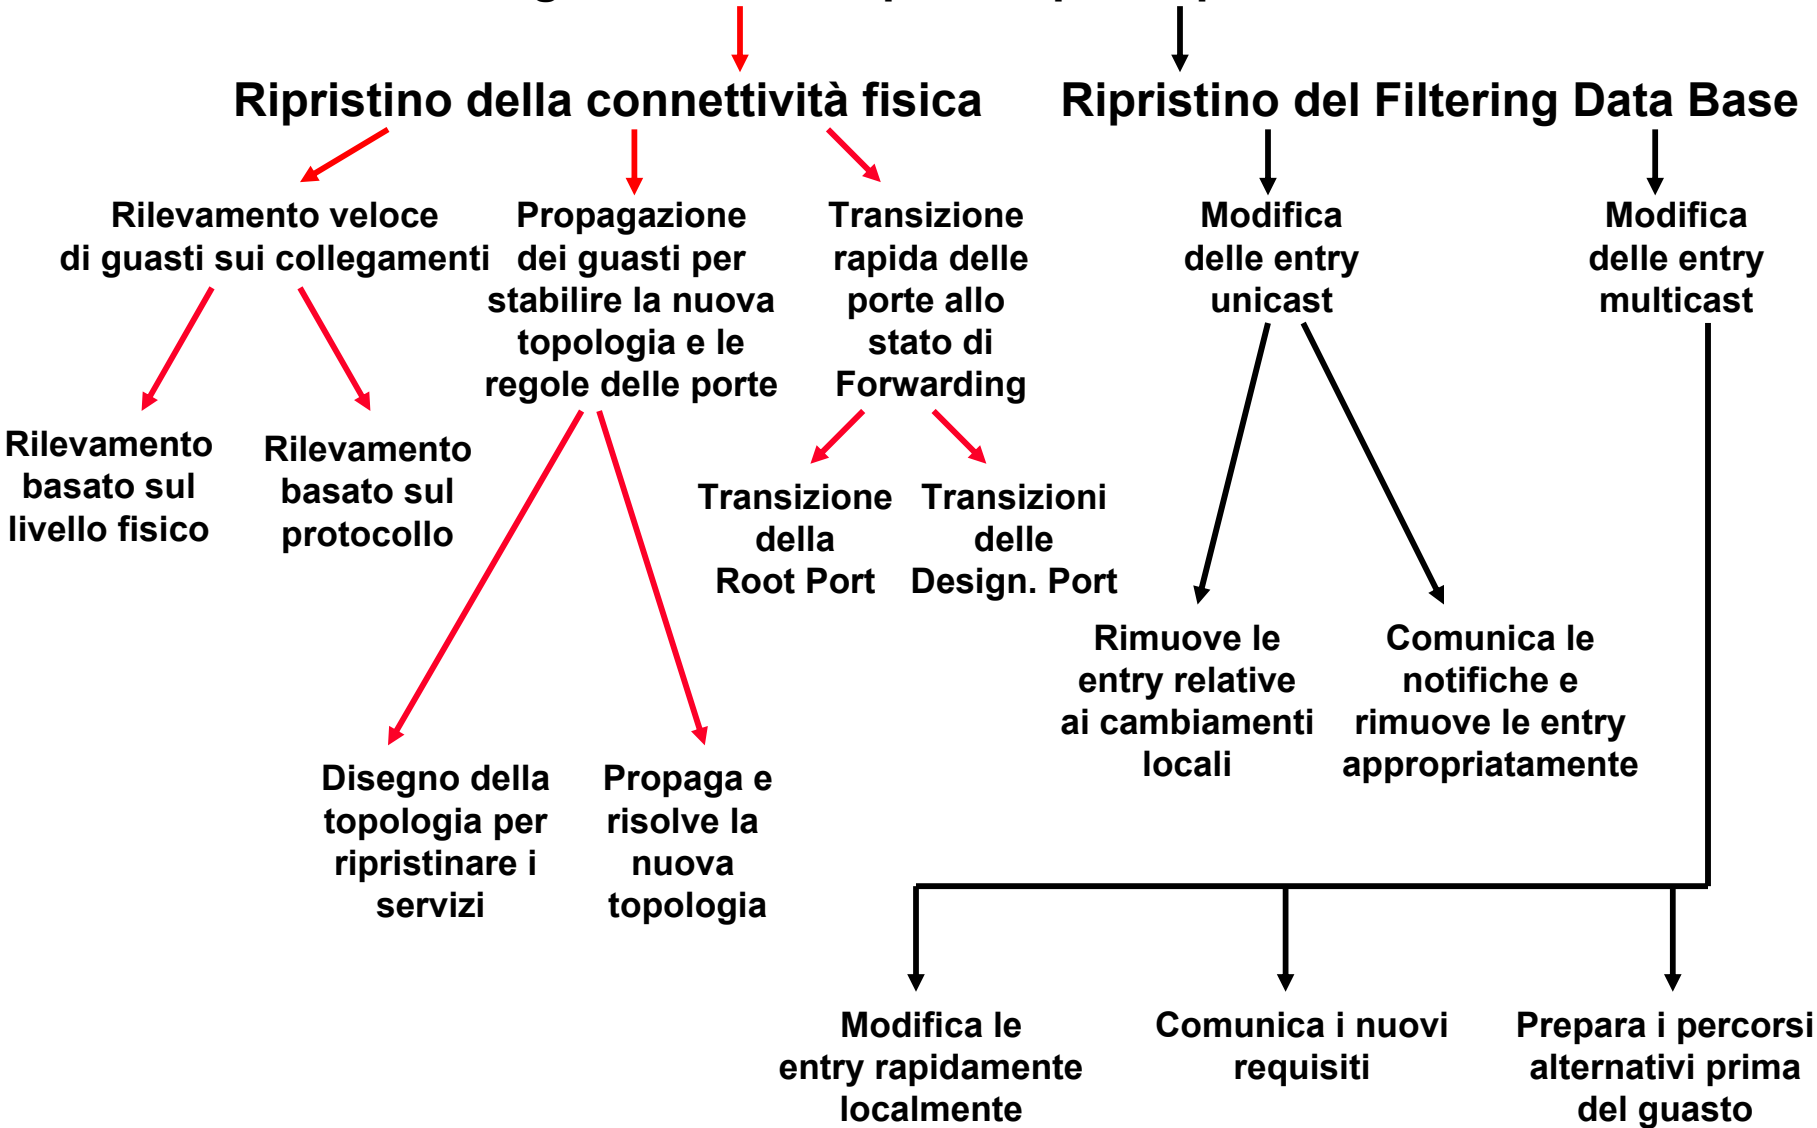 Ripristino della connettività fisica
Ripristino del Filtering Data Base
Rilevamento veloce
di guasti sui collegamenti
Propagazione
dei guasti per
stabilire la nuova
topologia e le
regole delle porte
Transizione
rapida delle
porte allo
stato di
Forwarding
Modifica
delle entry
unicast
Modifica
delle entry
multicast
Rilevamento
basato sul
livello fisico
Rilevamento
basato sul
protocollo
Transizione
della
Root Port
Transizioni
delle
Design. Port
Rimuove le
entry relative
ai cambiamenti
locali
Comunica le
notifiche e
rimuove le entry
appropriatamente
Disegno della
topologia per
ripristinare i
servizi
Propaga e
risolve la
nuova
topologia
Modifica le
entry rapidamente
localmente
Comunica i nuovi
requisiti
Prepara i percorsi
alternativi prima
del guasto